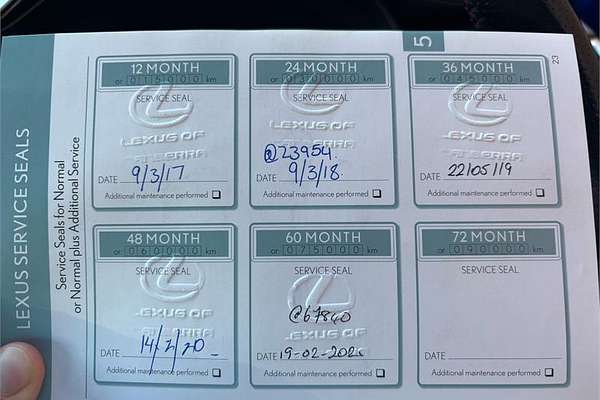 LEXUS SERVICE SEALS
Service Seals for Normal
or Normal plus Additional Service
5
23
12 MONTH
or 015000 km
SERVICE SEAL
LEXUS OF
DATE 9/3/17
Additional maintenance performed
24 MONTH
or 030000 km
SERVICE SEAL
LEXUS OF
@23954
DATE 9/3/18
Additional maintenance performed
36 MONTH
or 045000 km
SERVICE SEAL
LEXUS OF
DATE 22/05/19
Additional maintenance performed
48 MONTH
or 060000 km
SERVICE SEAL
LEXUS OF
DATE 14/2/20
Additional maintenance performed
60 MONTH
or 075000 km
SERVICE SEAL
@67840
LEXUS OF
DATE 19-02-202
Additional maintenance performed
72 MONTH
or 090000 km
SERVICE SEAL
DATE
Additional maintenance performed